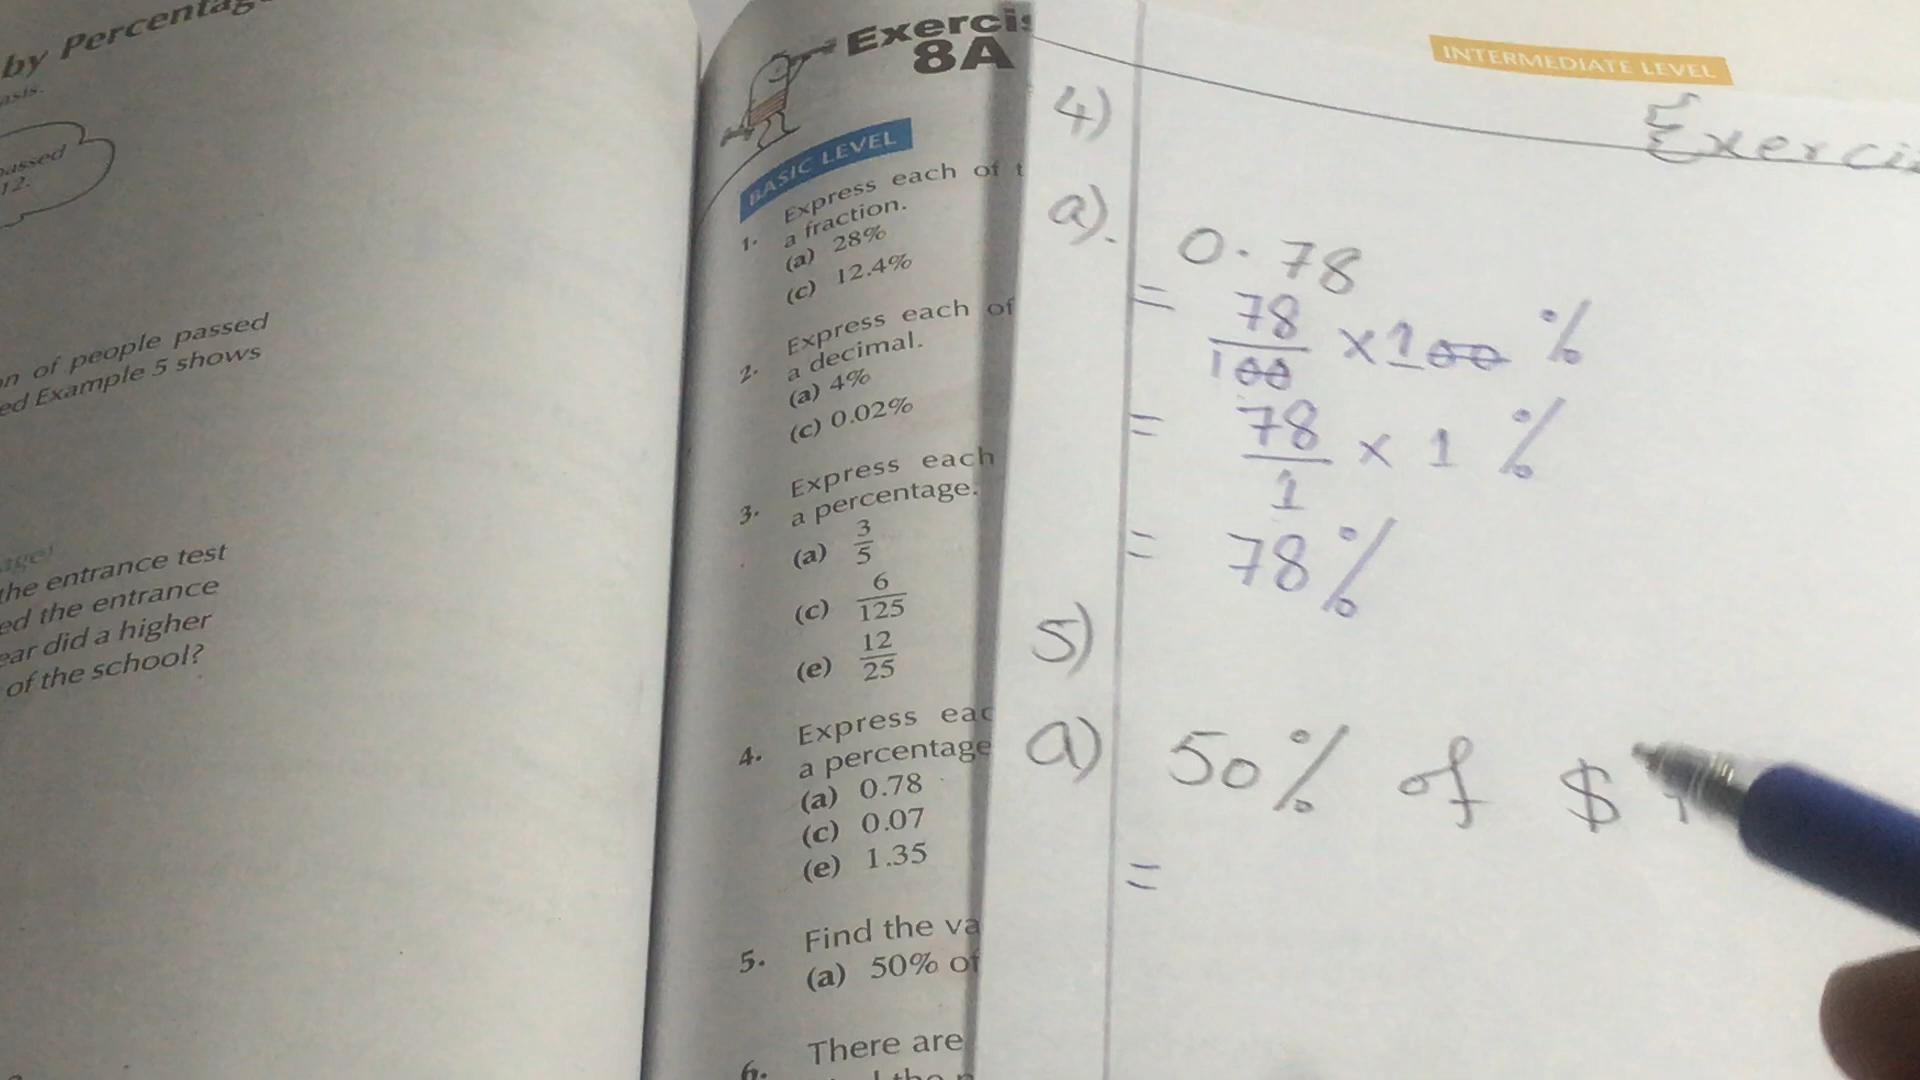 by Percentag
asis.
passed
12.
n of people passed
ed Example 5 shows
the entrance test
ed the entrance
ear did a higher
of the school?
Exercis
8A
BASIC LEVEL
1. Express each of t
a fraction.
(a) 28%
(c) 12.4%
2. Express each of
a decimal.
(a) 4%
(c) 0.02%
3. Express each
a percentage.
(a) 3/5
(c) 6/125
(e) 12/25
4. Express eac
a percentage
(a) 0.78
(c) 0.07
(e) 1.35
5. Find the va
(a) 50% of
6. There are
INTERMEDIATE LEVEL
{Exerci
4)
a). 0.78
= 78/100 × 100 %
= 78/1 × 1 %
= 78%
5)
a) 50% of $
=